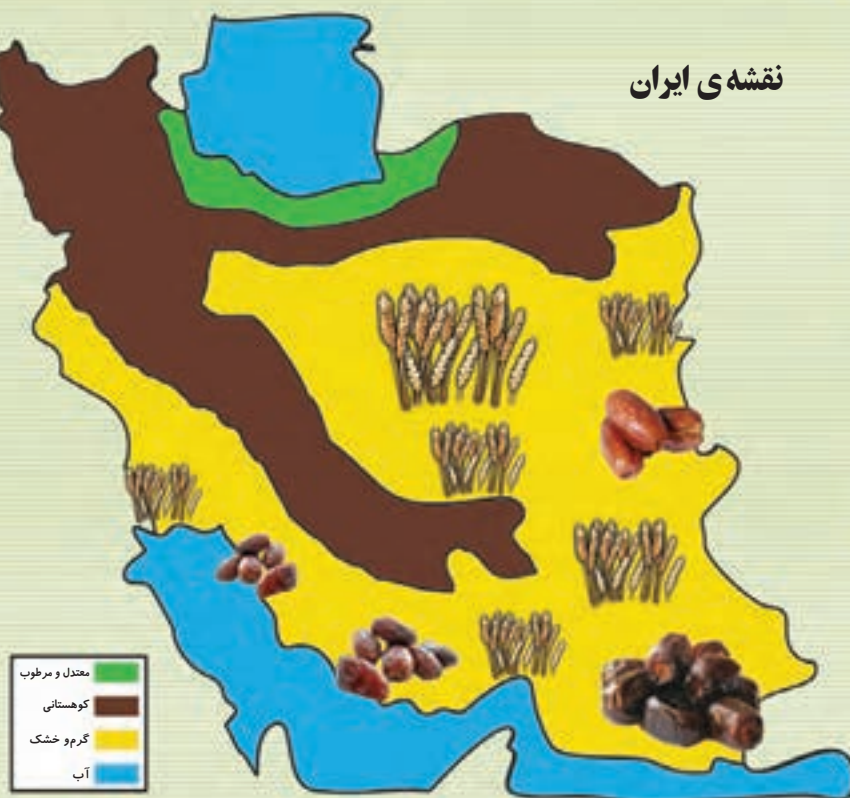 نقشه‌ی ایران
معتدل و مرطوب
کوهستانی
گرم و خشک
آب